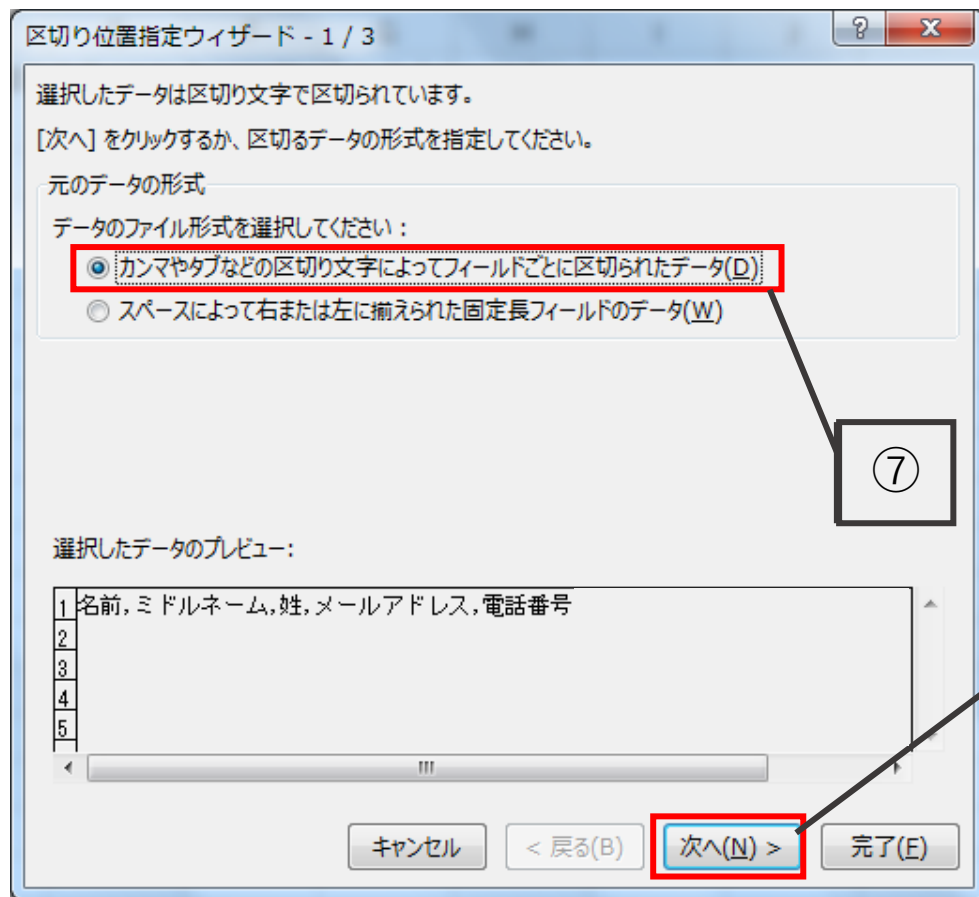 区切り位置指定ウィザード - 1 / 3
選択したデータは区切り文字で区切られています。
[次へ] をクリックするか、区切るデータの形式を指定してください。
元のデータの形式
データのファイル形式を選択してください：
カンマやタブなどの区切り文字によってフィールドごとに区切られたデータ(D)
スペースによって右または左に揃えられた固定長フィールドのデータ(W)
⑦
選択したデータのプレビュー:
1 名前,ミドルネーム,姓,メールアドレス,電話番号
2
3
4
5
キャンセル < 戻る(B) 次へ(N) > 完了(F)